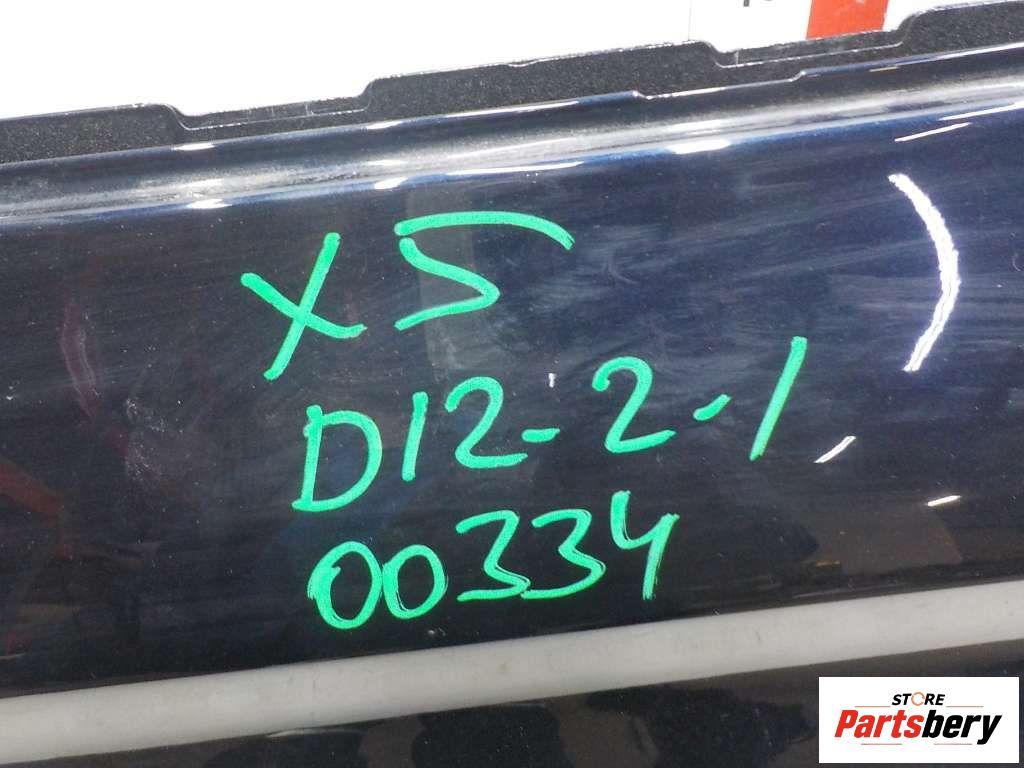 X5
D12-2-1
00334
STORE
Partsbery